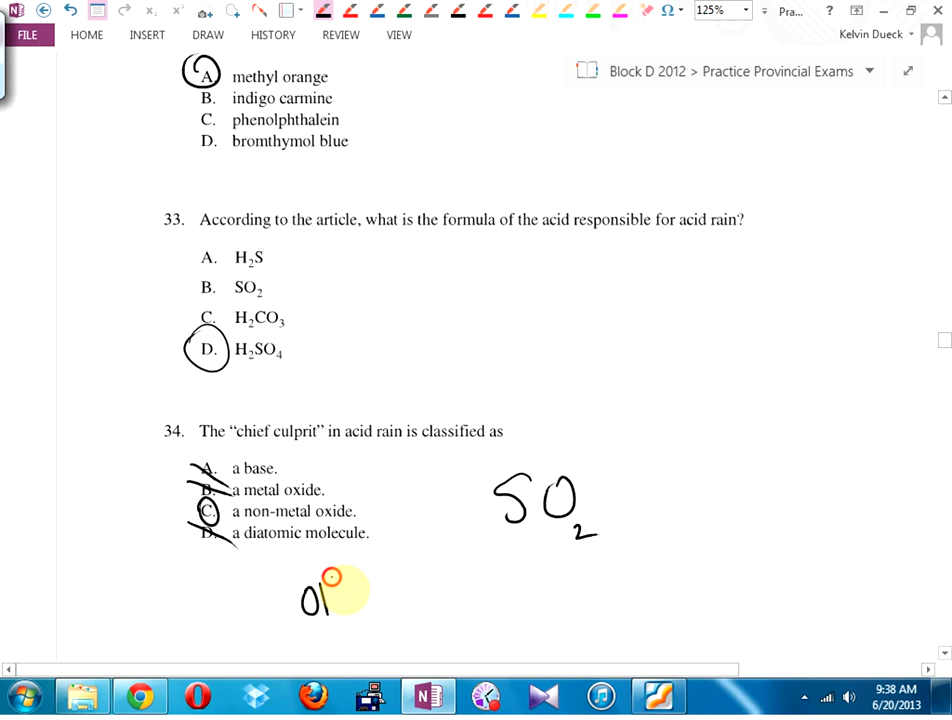 125%
Pra...
?
FILE
HOME
INSERT
DRAW
HISTORY
REVIEW
VIEW
Kelvin Dueck
Block D 2012 > Practice Provincial Exams
A. methyl orange
B. indigo carmine
C. phenolphthalein
D. bromthymol blue
33. According to the article, what is the formula of the acid responsible for acid rain?
A. H₂S
B. SO₂
C. H₂CO₃
D. H₂SO₄
34. The “chief culprit” in acid rain is classified as
A. a base.
B. a metal oxide.
C. a non-metal oxide.
D. a diatomic molecule.
SO₂
9:38 AM
6/20/2013